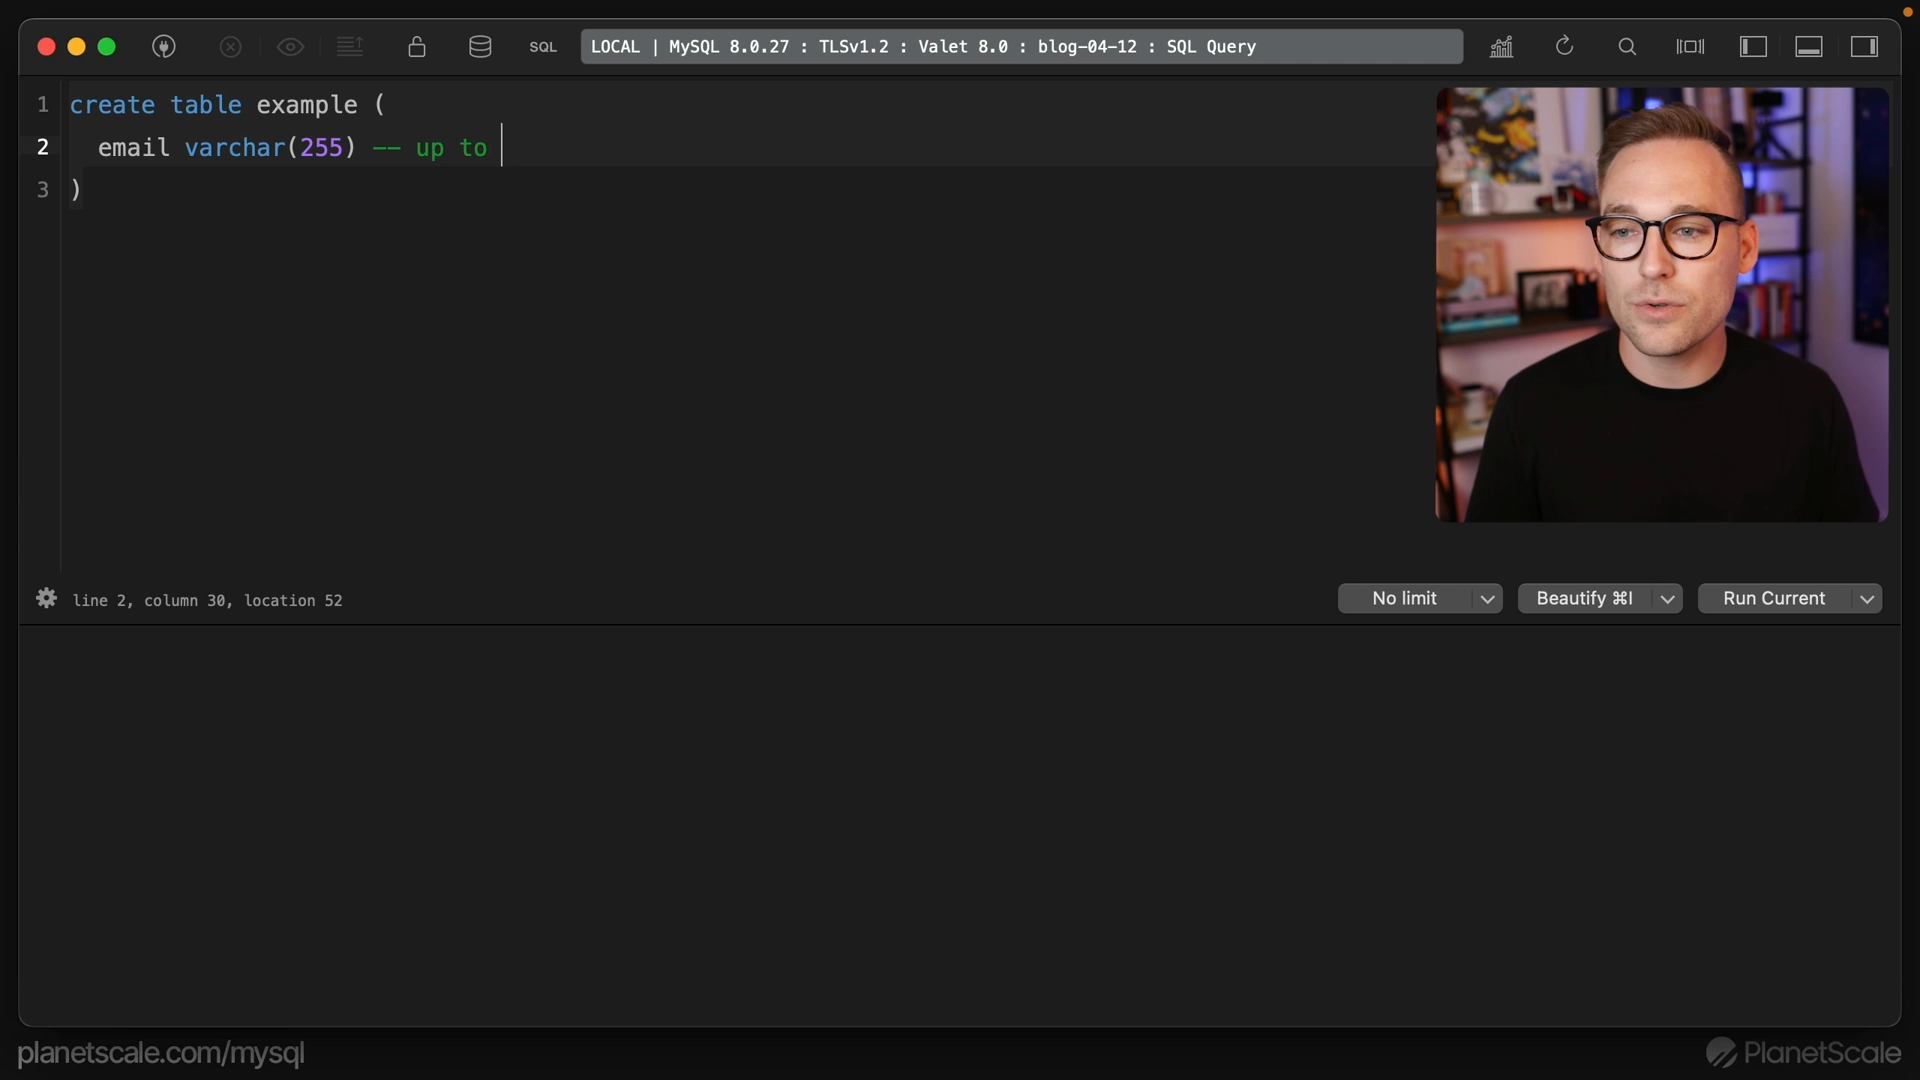 SQL
LOCAL | MySQL 8.0.27 : TLSv1.2 : Valet 8.0 : blog-04-12 : SQL Query
1 create table example (
2 email varchar(255) -- up to
3 )
line 2, column 30, location 52
No limit
Beautify ⌘I
Run Current
planetscale.com/mysql
PlanetScale